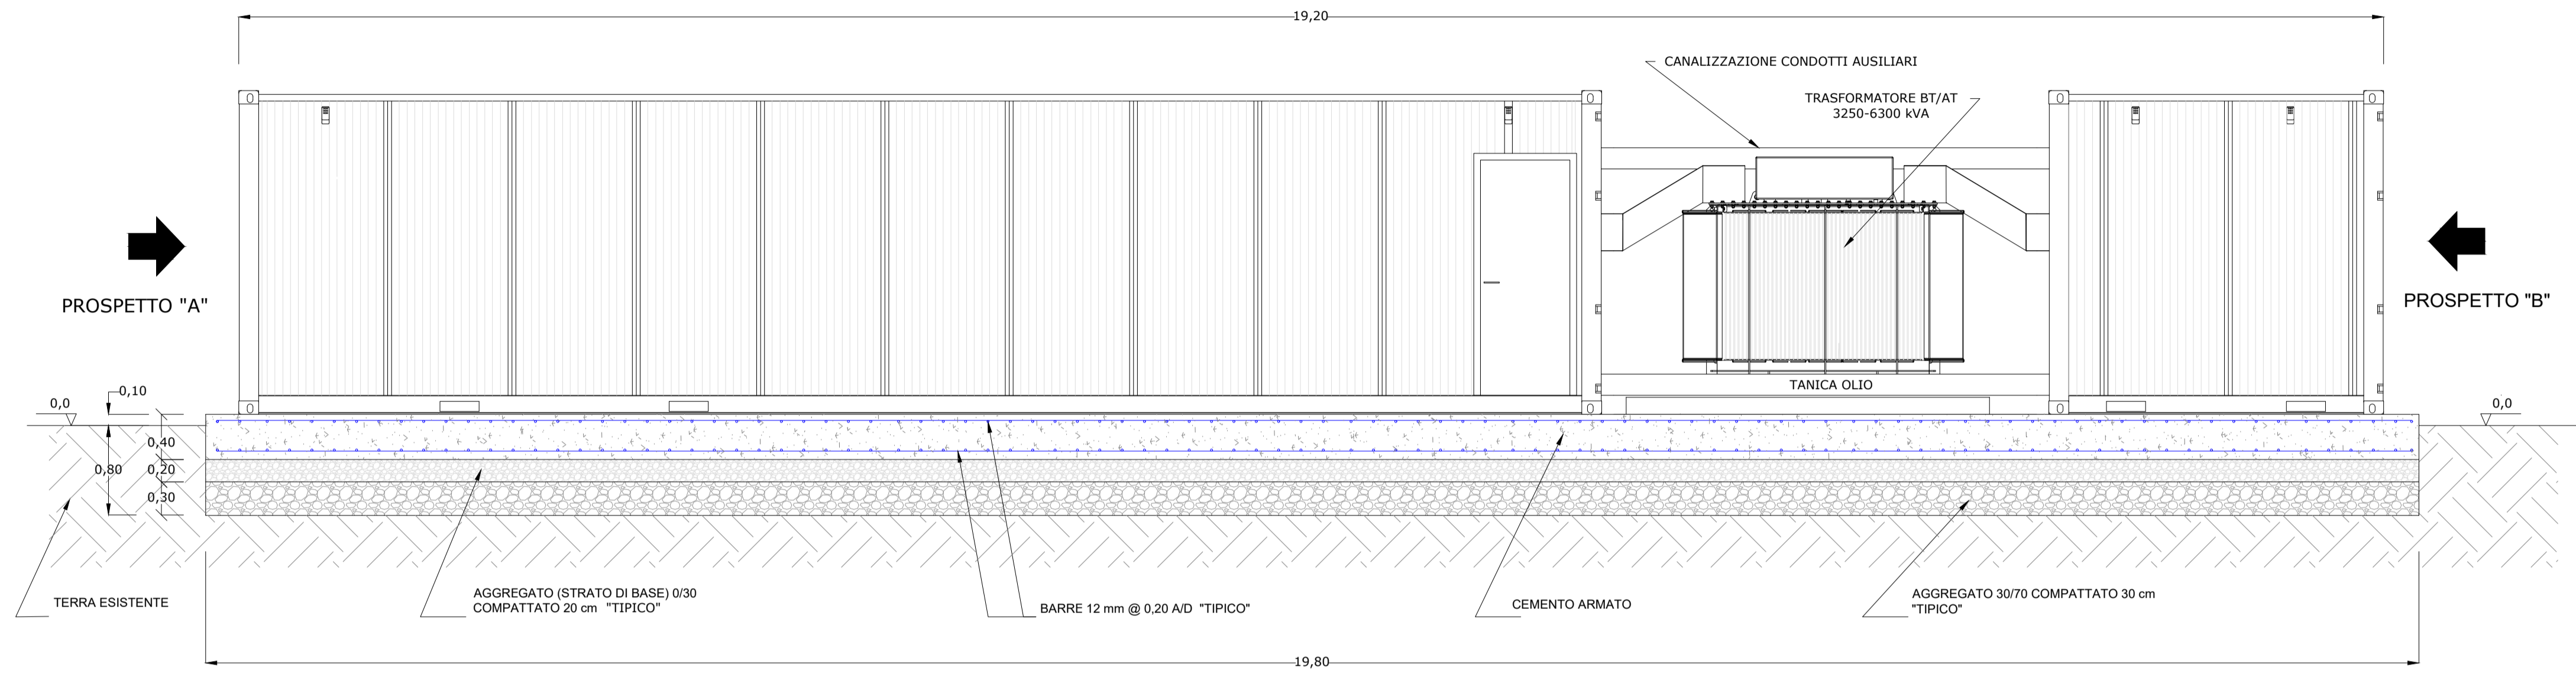 19,20
CANALIZZAZIONE CONDOTTI AUSILIARI
TRASFORMATORE BT/AT
3250-6300 kVA
PROSPETTO "A"
PROSPETTO "B"
TANICA OLIO
0,10
0,0
0,0
0,40
0,80
0,20
0,30
TERRA ESISTENTE
AGGREGATO (STRATO DI BASE) 0/30
COMPATTATO 20 cm "TIPICO"
BARRE 12 mm @ 0,20 A/D "TIPICO"
CEMENTO ARMATO
AGGREGATO 30/70 COMPATTATO 30 cm
"TIPICO"
19,80